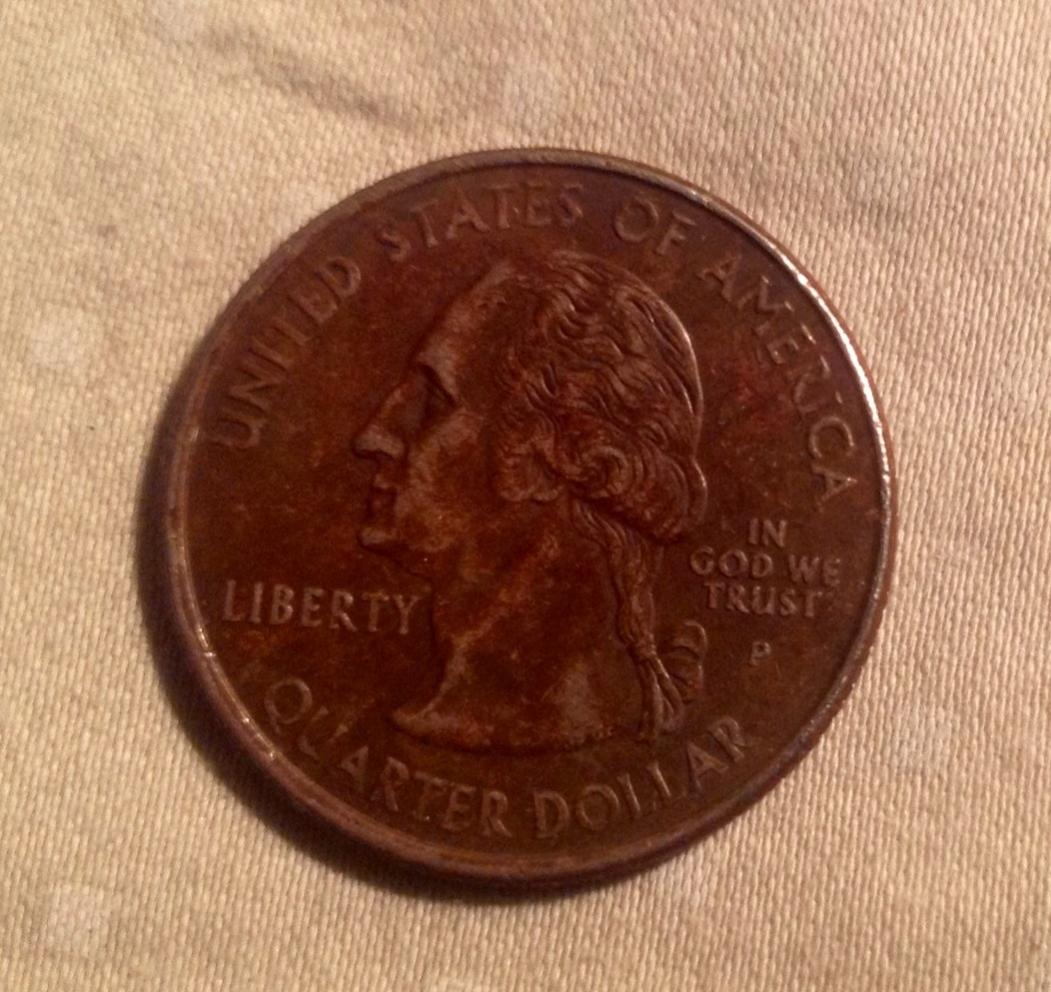 UNITED STATES OF AMERICA
LIBERTY
IN
GOD WE
TRUST
P
QUARTER DOLLAR